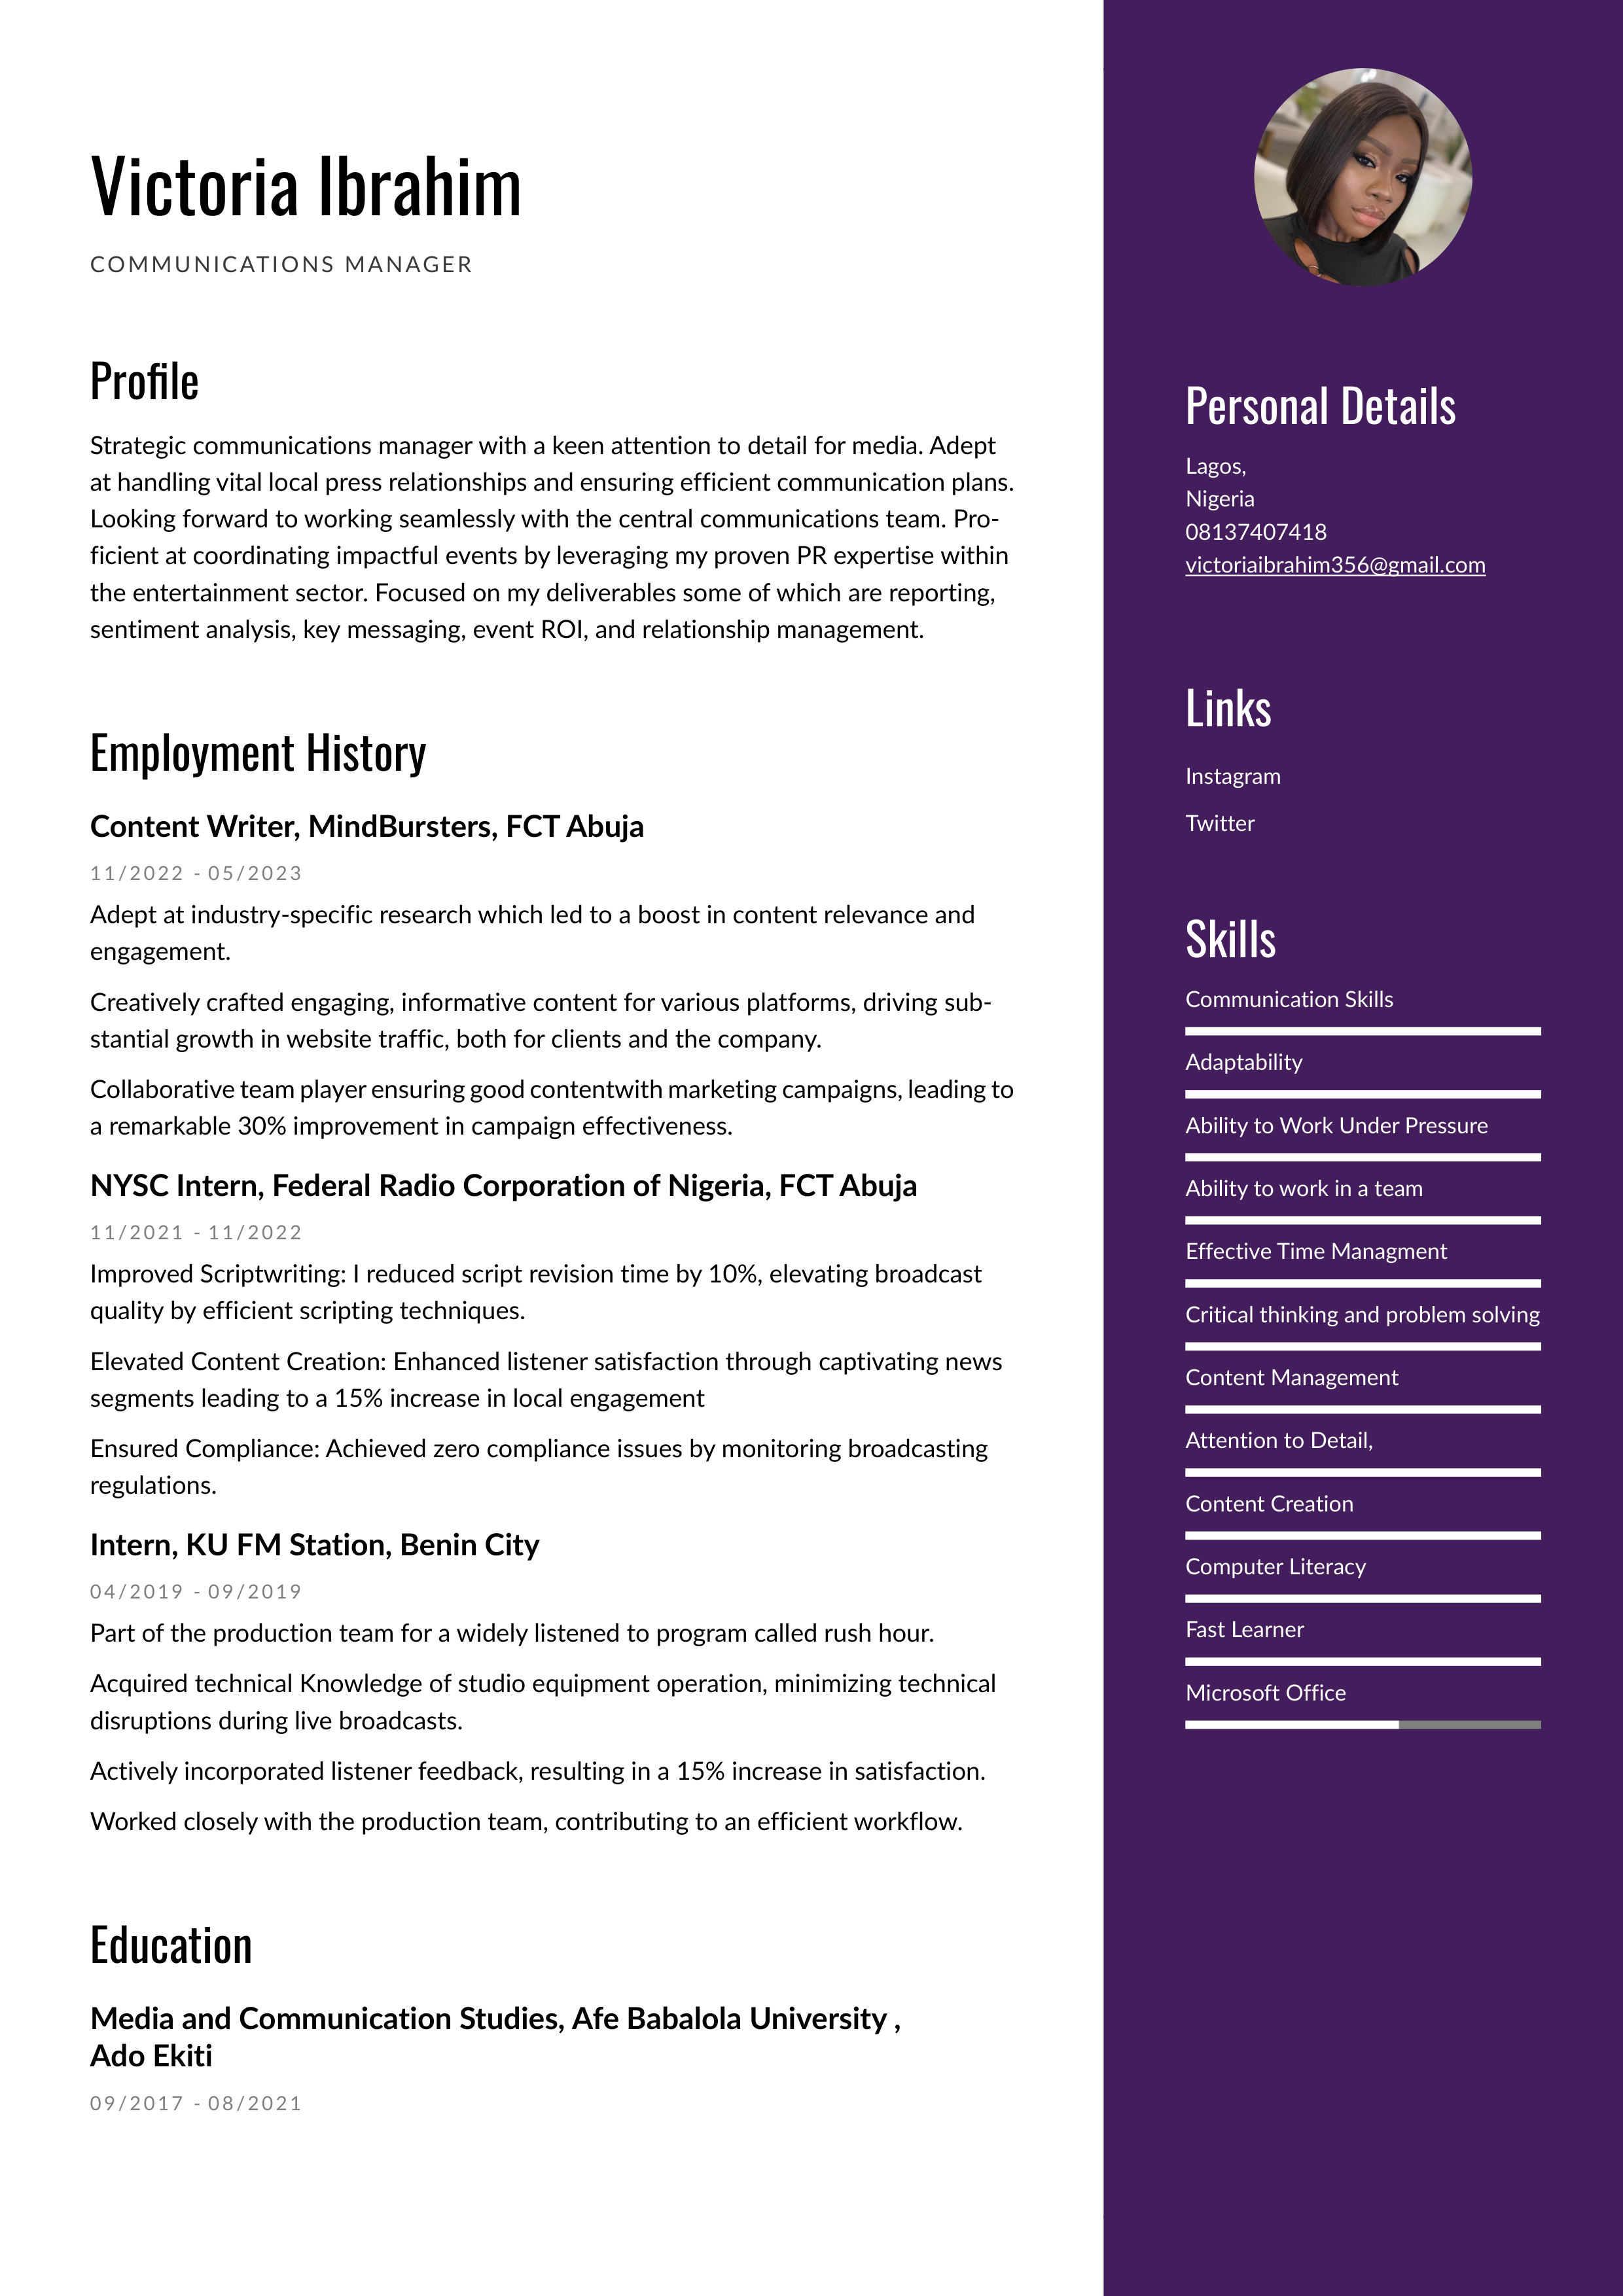 Victoria Ibrahim
COMMUNICATIONS MANAGER
Profile
Strategic communications manager with a keen attention to detail for media. Adept
at handling vital local press relationships and ensuring efficient communication plans.
Looking forward to working seamlessly with the central communications team. Pro-
ficient at coordinating impactful events by leveraging my proven PR expertise within
the entertainment sector. Focused on my deliverables some of which are reporting,
sentiment analysis, key messaging, event ROI, and relationship management.
Employment History
Content Writer, MindBursters, FCT Abuja
11/2022 - 05/2023
Adept at industry-specific research which led to a boost in content relevance and
engagement.
Creatively crafted engaging, informative content for various platforms, driving sub-
stantial growth in website traffic, both for clients and the company.
Collaborative team player ensuring good contentwith marketing campaigns, leading to
a remarkable 30% improvement in campaign effectiveness.
NYSC Intern, Federal Radio Corporation of Nigeria, FCT Abuja
11/2021 - 11/2022
Improved Scriptwriting: I reduced script revision time by 10%, elevating broadcast
quality by efficient scripting techniques.
Elevated Content Creation: Enhanced listener satisfaction through captivating news
segments leading to a 15% increase in local engagement
Ensured Compliance: Achieved zero compliance issues by monitoring broadcasting
regulations.
Intern, KU FM Station, Benin City
04/2019 - 09/2019
Part of the production team for a widely listened to program called rush hour.
Acquired technical Knowledge of studio equipment operation, minimizing technical
disruptions during live broadcasts.
Actively incorporated listener feedback, resulting in a 15% increase in satisfaction.
Worked closely with the production team, contributing to an efficient workflow.
Education
Media and Communication Studies, Afe Babalola University ,
Ado Ekiti
09/2017 - 08/2021
Personal Details
Lagos,
Nigeria
08137407418
victoriaibrahim356@gmail.com
Links
Instagram
Twitter
Skills
Communication Skills
Adaptability
Ability to Work Under Pressure
Ability to work in a team
Effective Time Managment
Critical thinking and problem solving
Content Management
Attention to Detail,
Content Creation
Computer Literacy
Fast Learner
Microsoft Office